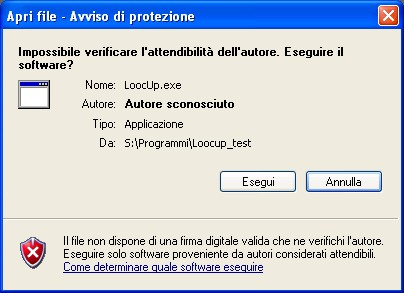 Apri file - Avviso di protezione
Impossibile verificare l'attendibilità dell'autore. Eseguire il
software?
Nome: LoocUp.exe
Autore: Autore sconosciuto
Tipo: Applicazione
Da: S:\Programmi\Loocup_test
Esegui Annulla
Il file non dispone di una firma digitale valida che ne verifichi l'autore.
Eseguire solo software proveniente da autori considerati attendibili.
Come determinare quale software eseguire